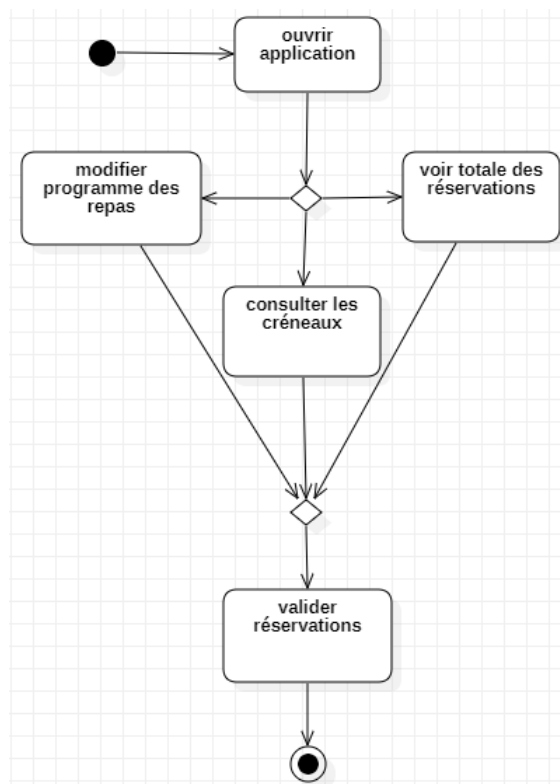 ouvrir
application
modifier
programme des
repas
voir totale des
réservations
consulter les
créneaux
valider
réservations